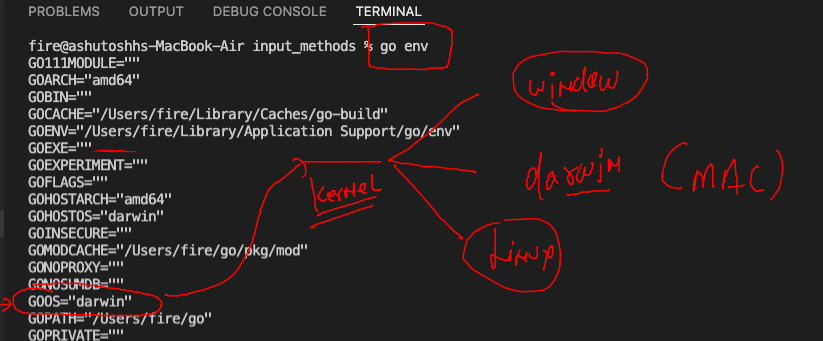 PROBLEMS OUTPUT DEBUG CONSOLE TERMINAL
fire@ashutoshhs-MacBook-Air input_methods % go env
GO111MODULE=""
GOARCH="amd64"
GOBIN=""
GOCACHE="/Users/fire/Library/Caches/go-build"
GOENV="/Users/fire/Library/Application Support/go/env"
GOEXE=""
GOEXPERIMENT=""
GOFLAGS=""
GOHOSTARCH="amd64"
GOHOSTOS="darwin"
GOINSECURE=""
GOMODCACHE="/Users/fire/go/pkg/mod"
GONOPROXY=""
GONOSUMDB=""
GOOS="darwin"
GOPATH="/Users/fire/go"
GOPRIVATE=""
window
kerNeL
darwin (MAC)
Linux